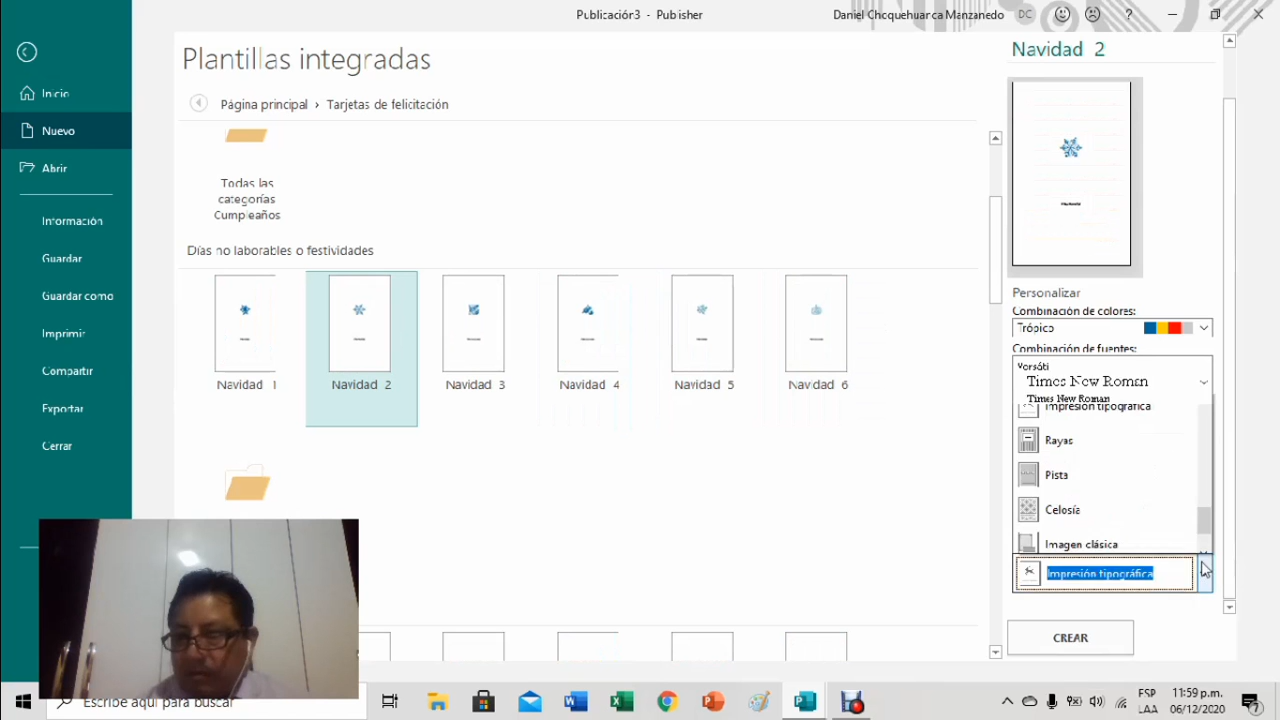 Publicación3 - Publisher
Daniel Choquehuanca Manzanedo
DC
?
Inicio
Nuevo
Abrir
Información
Guardar
Guardar como
Imprimir
Compartir
Exportar
Cerrar
Plantillas integradas
Página principal › Tarjetas de felicitación
Todas las
categorías
Cumpleaños
Días no laborables o festividades
Navidad 1
Navidad 2
Navidad 3
Navidad 4
Navidad 5
Navidad 6
Navidad 2
Personalizar
Combinación de colores:
Trópico
Combinación de fuentes:
Versáti
Times New Roman
Times New Roman
Impresión tipográfica
Rayas
Pista
Celosía
Imagen clásica
Impresión tipográfica
CREAR
Escribe aquí para buscar
ESP
LAA
11:59 p.m.
06/12/2020
7